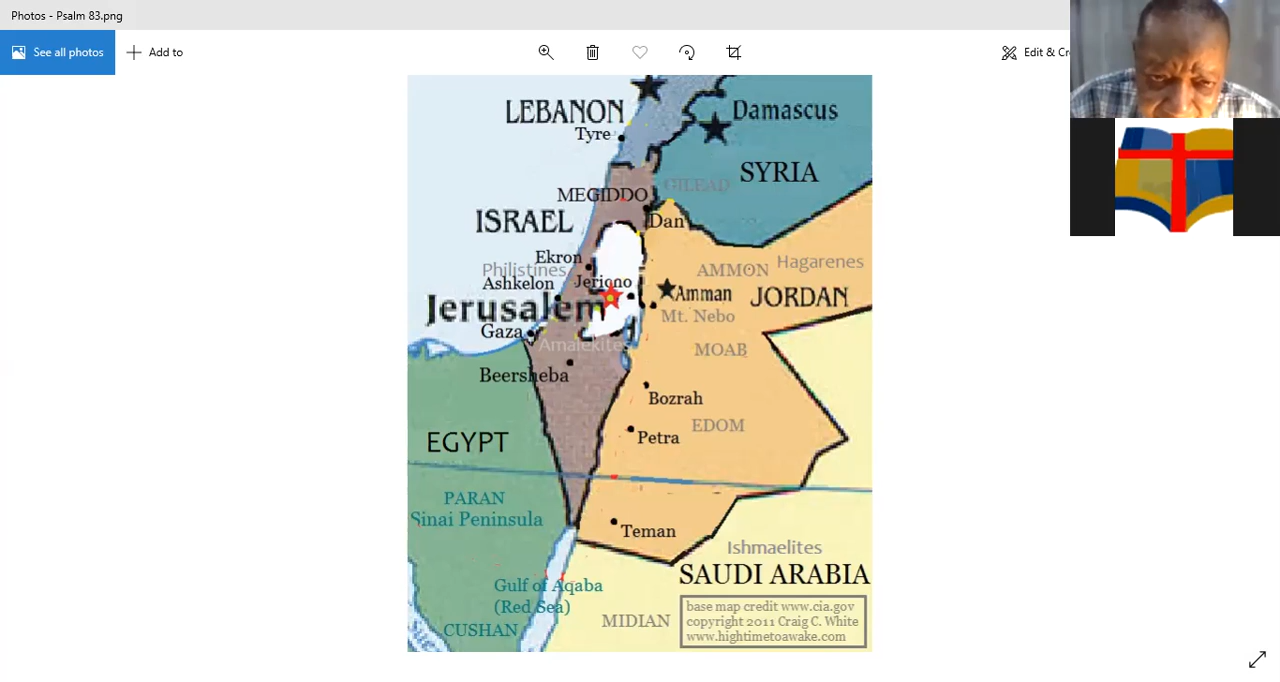 Photos - Psalm 83.png
See all photos
Add to
Edit & Cr
LEBANON
Damascus
Tyre
SYRIA
GILEAD
MEGIDDO
ISRAEL
Dan
Ekron
Hagarenes
Philistines
AMMON
Ashkelon
Jericho
Amman
JORDAN
Jerusalem
Mt. Nebo
Gaza
Amalekites
MOAB
Beersheba
Bozrah
EDOM
EGYPT
Petra
PARAN
Sinai Peninsula
Teman
Ishmaelites
SAUDI ARABIA
Gulf of Aqaba
(Red Sea)
MIDIAN
CUSHAN
base map credit www.cia.gov
copyright 2011 Craig C. White
www.hightimetoawake.com